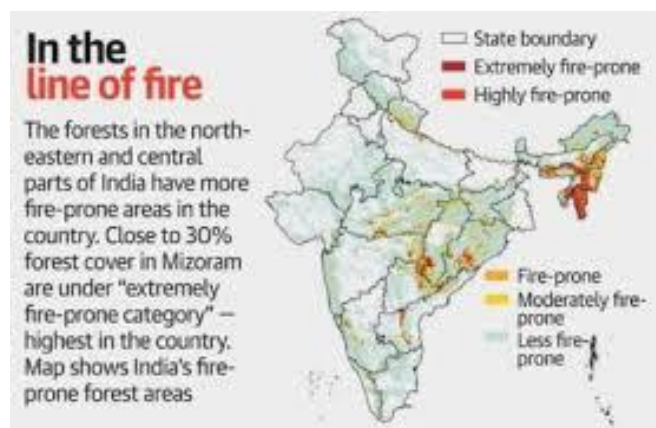 In the
line of fire
The forests in the north-
eastern and central
parts of India have more
fire-prone areas in the
country. Close to 30%
forest cover in Mizoram
are under “extremely
fire-prone category” —
highest in the country.
Map shows India's fire-
prone forest areas
State boundary
Extremely fire-prone
Highly fire-prone
Fire-prone
Moderately fire-
prone
Less fire-
prone